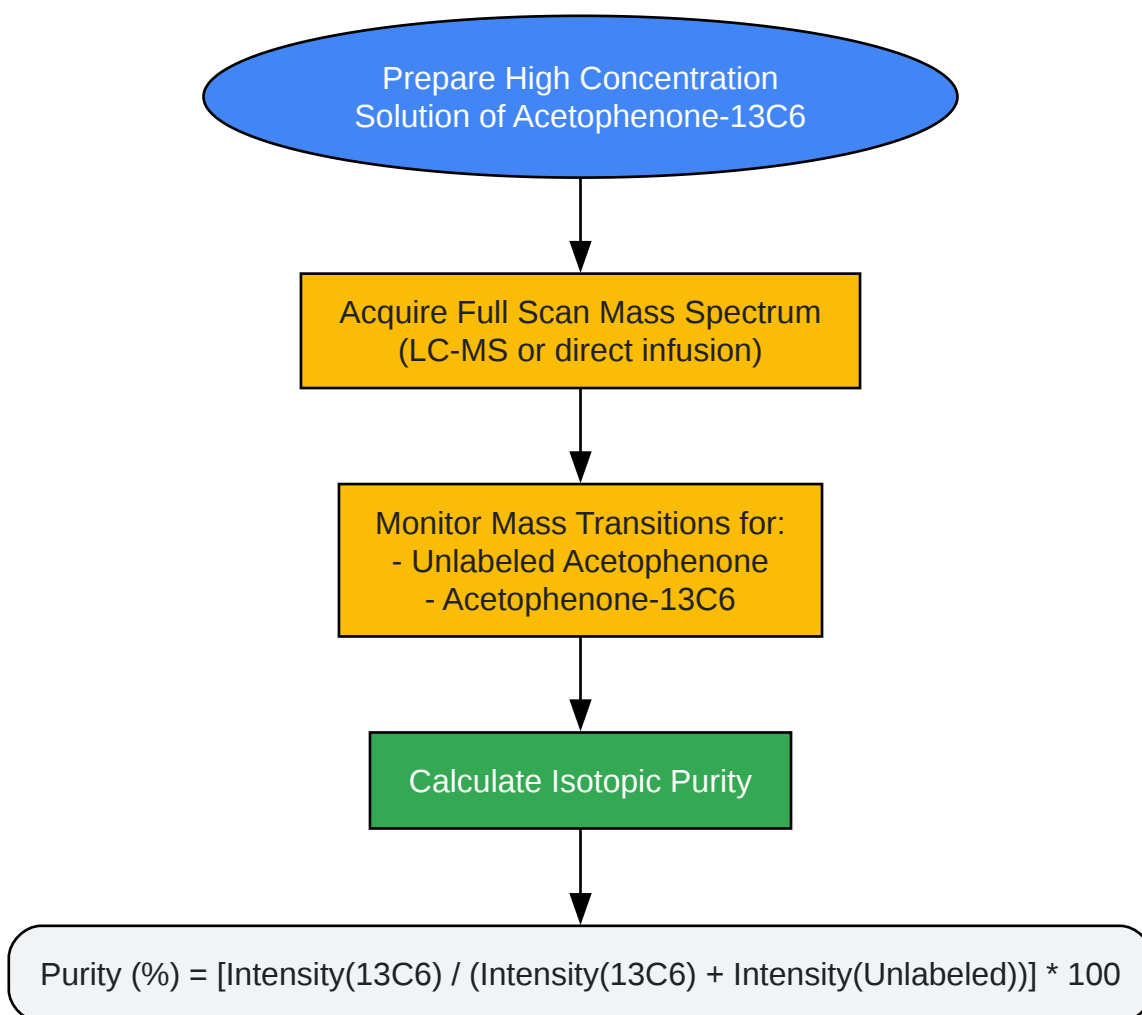 Prepare High Concentration
Solution of Acetophenone-13C6
Acquire Full Scan Mass Spectrum
(LC-MS or direct infusion)
Monitor Mass Transitions for:
- Unlabeled Acetophenone
- Acetophenone-13C6
Calculate Isotopic Purity
Purity (%) = [Intensity(13C6) / (Intensity(13C6) + Intensity(Unlabeled))] * 100